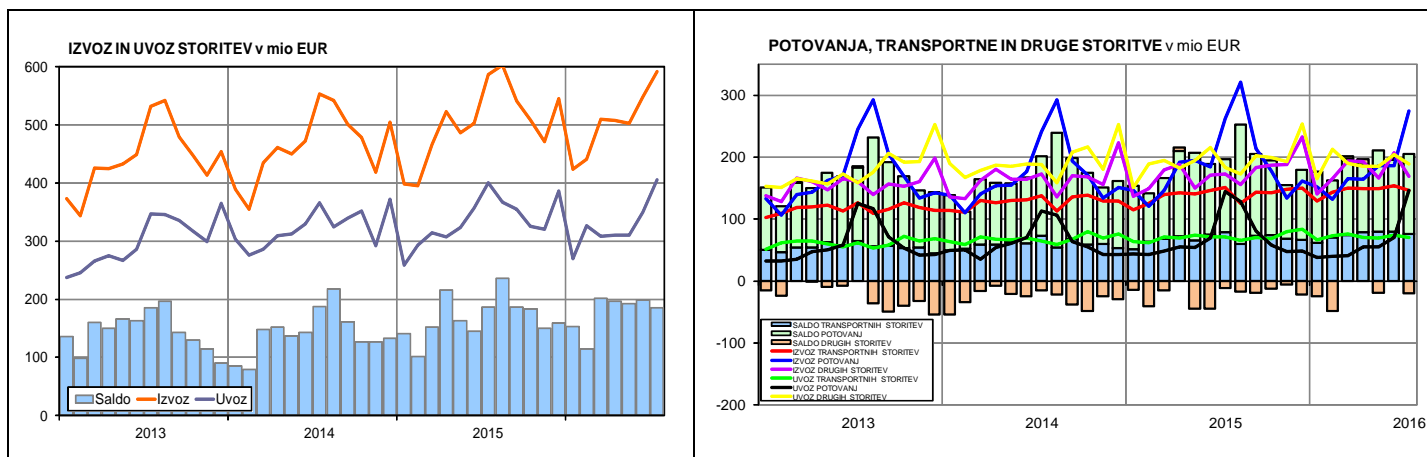 IZVOZ IN UVOZ STORITEV v mio EUR
600
500
400
300
200
100
0
Saldo Izvoz Uvoz
2013 2014 2015
POTOVANJA, TRANSPORTNE IN DRUGE STORITVE v mio EUR
300
200
100
0
-100
-200
SALDO TRANSPORTNIH STORITEV
SALDO POTOVANJ
SALDO DRUGIH STORITEV
IZVOZ TRANSPORTNIH STORITEV
IZVOZ POTOVANJ
IZVOZ DRUGIH STORITEV
UVOZ TRANSPORTNIH STORITEV
UVOZ POTOVANJ
UVOZ DRUGIH STORITEV
2013 2014 2015 2016